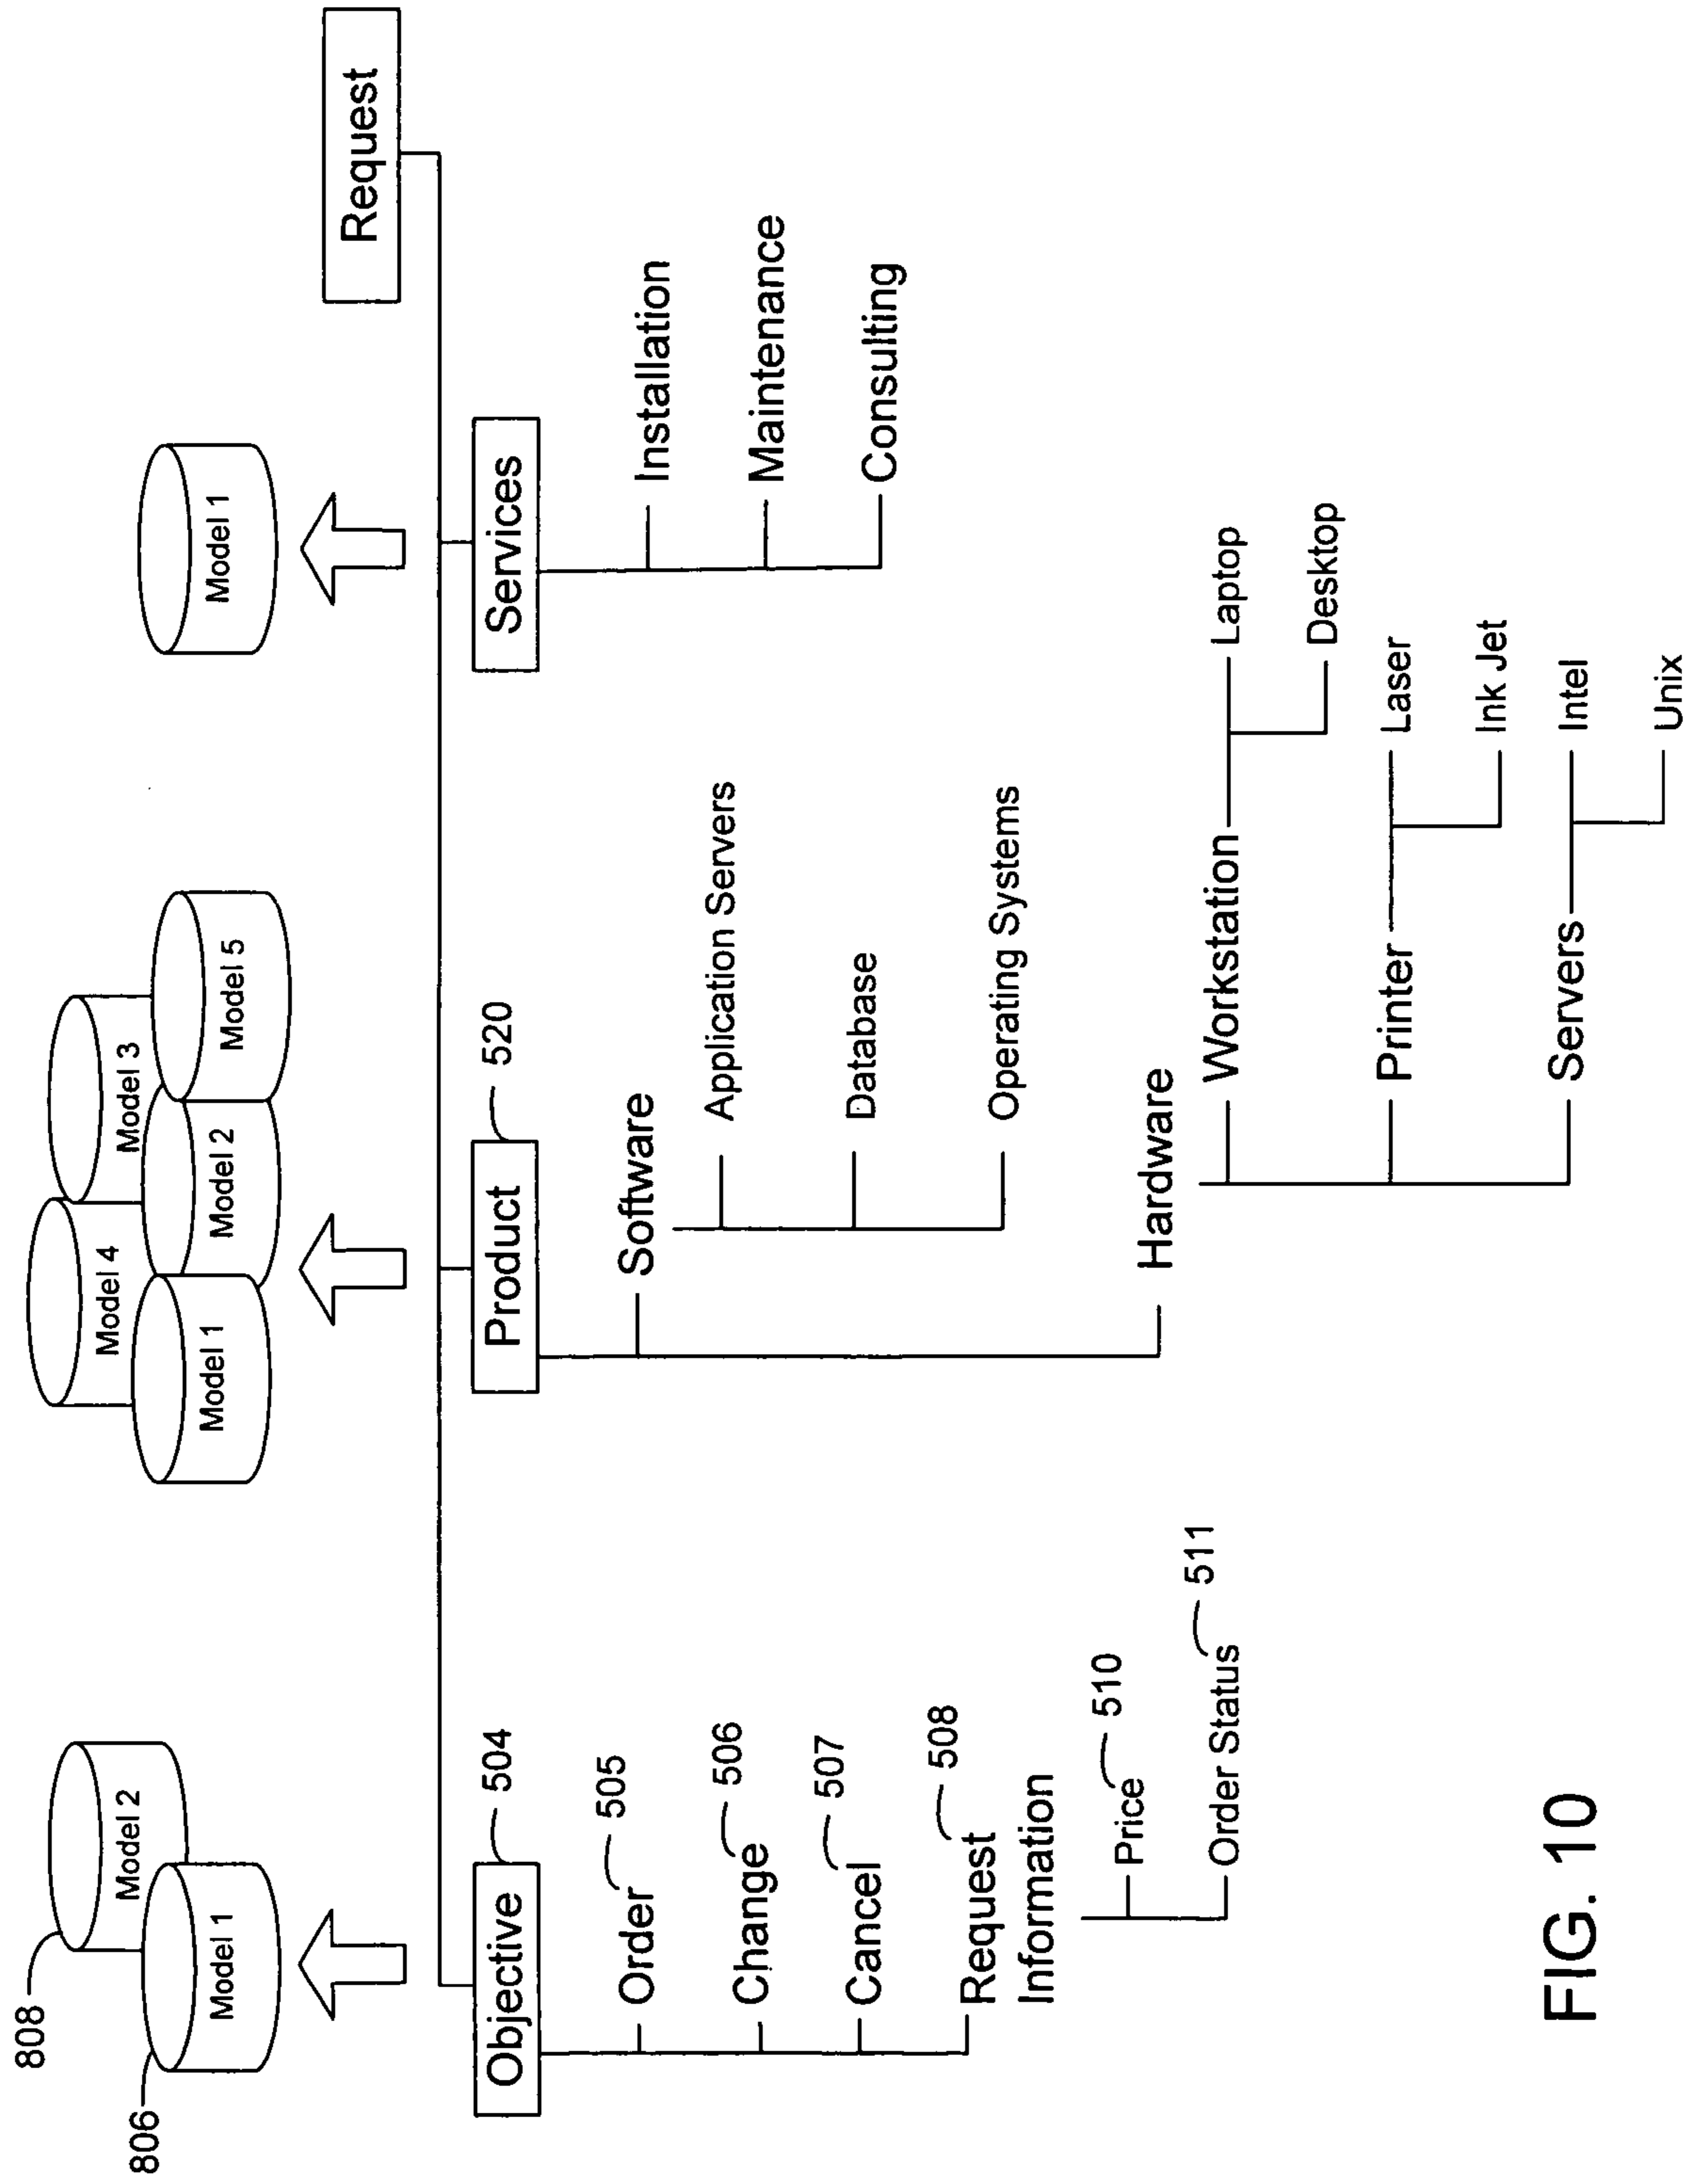 808
806
Model 2
Model 1
Model 4
Model 3
Model 1
Model 2
Model 5
Model 1
Request
Objective
504
Order
505
Change
506
Cancel
507
Request
Information
508
Price
510
Order Status
511
Product
520
Software
Application Servers
Database
Operating Systems
Hardware
Workstation
Laptop
Desktop
Printer
Laser
Ink Jet
Servers
Intel
Unix
Services
Installation
Maintenance
Consulting
FIG. 10